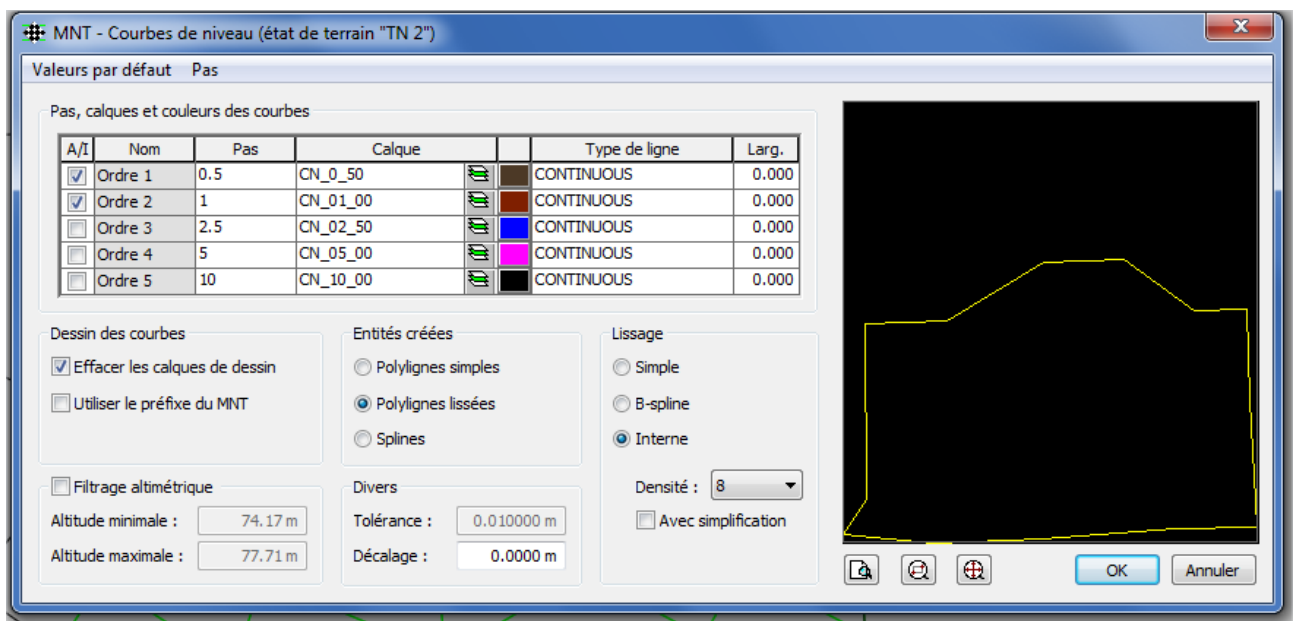 MNT - Courbes de niveau (état de terrain "TN 2")
Valeurs par défaut Pas
Pas, calques et couleurs des courbes
A/I Nom Pas Calque Type de ligne Larg.
Ordre 1 0.5 CN_0_50 CONTINUOUS 0.000
Ordre 2 1 CN_01_00 CONTINUOUS 0.000
Ordre 3 2.5 CN_02_50 CONTINUOUS 0.000
Ordre 4 5 CN_05_00 CONTINUOUS 0.000
Ordre 5 10 CN_10_00 CONTINUOUS 0.000
Dessin des courbes
Effacer les calques de dessin
Utiliser le préfixe du MNT
Entités créées
Polylignes simples
Polylignes lissées
Splines
Lissage
Simple
B-spline
Interne
Densité : 8
Avec simplification
Filtrage altimétrique
Altitude minimale : 74.17 m
Altitude maximale : 77.71 m
Divers
Tolérance : 0.010000 m
Décalage : 0.0000 m
OK Annuler